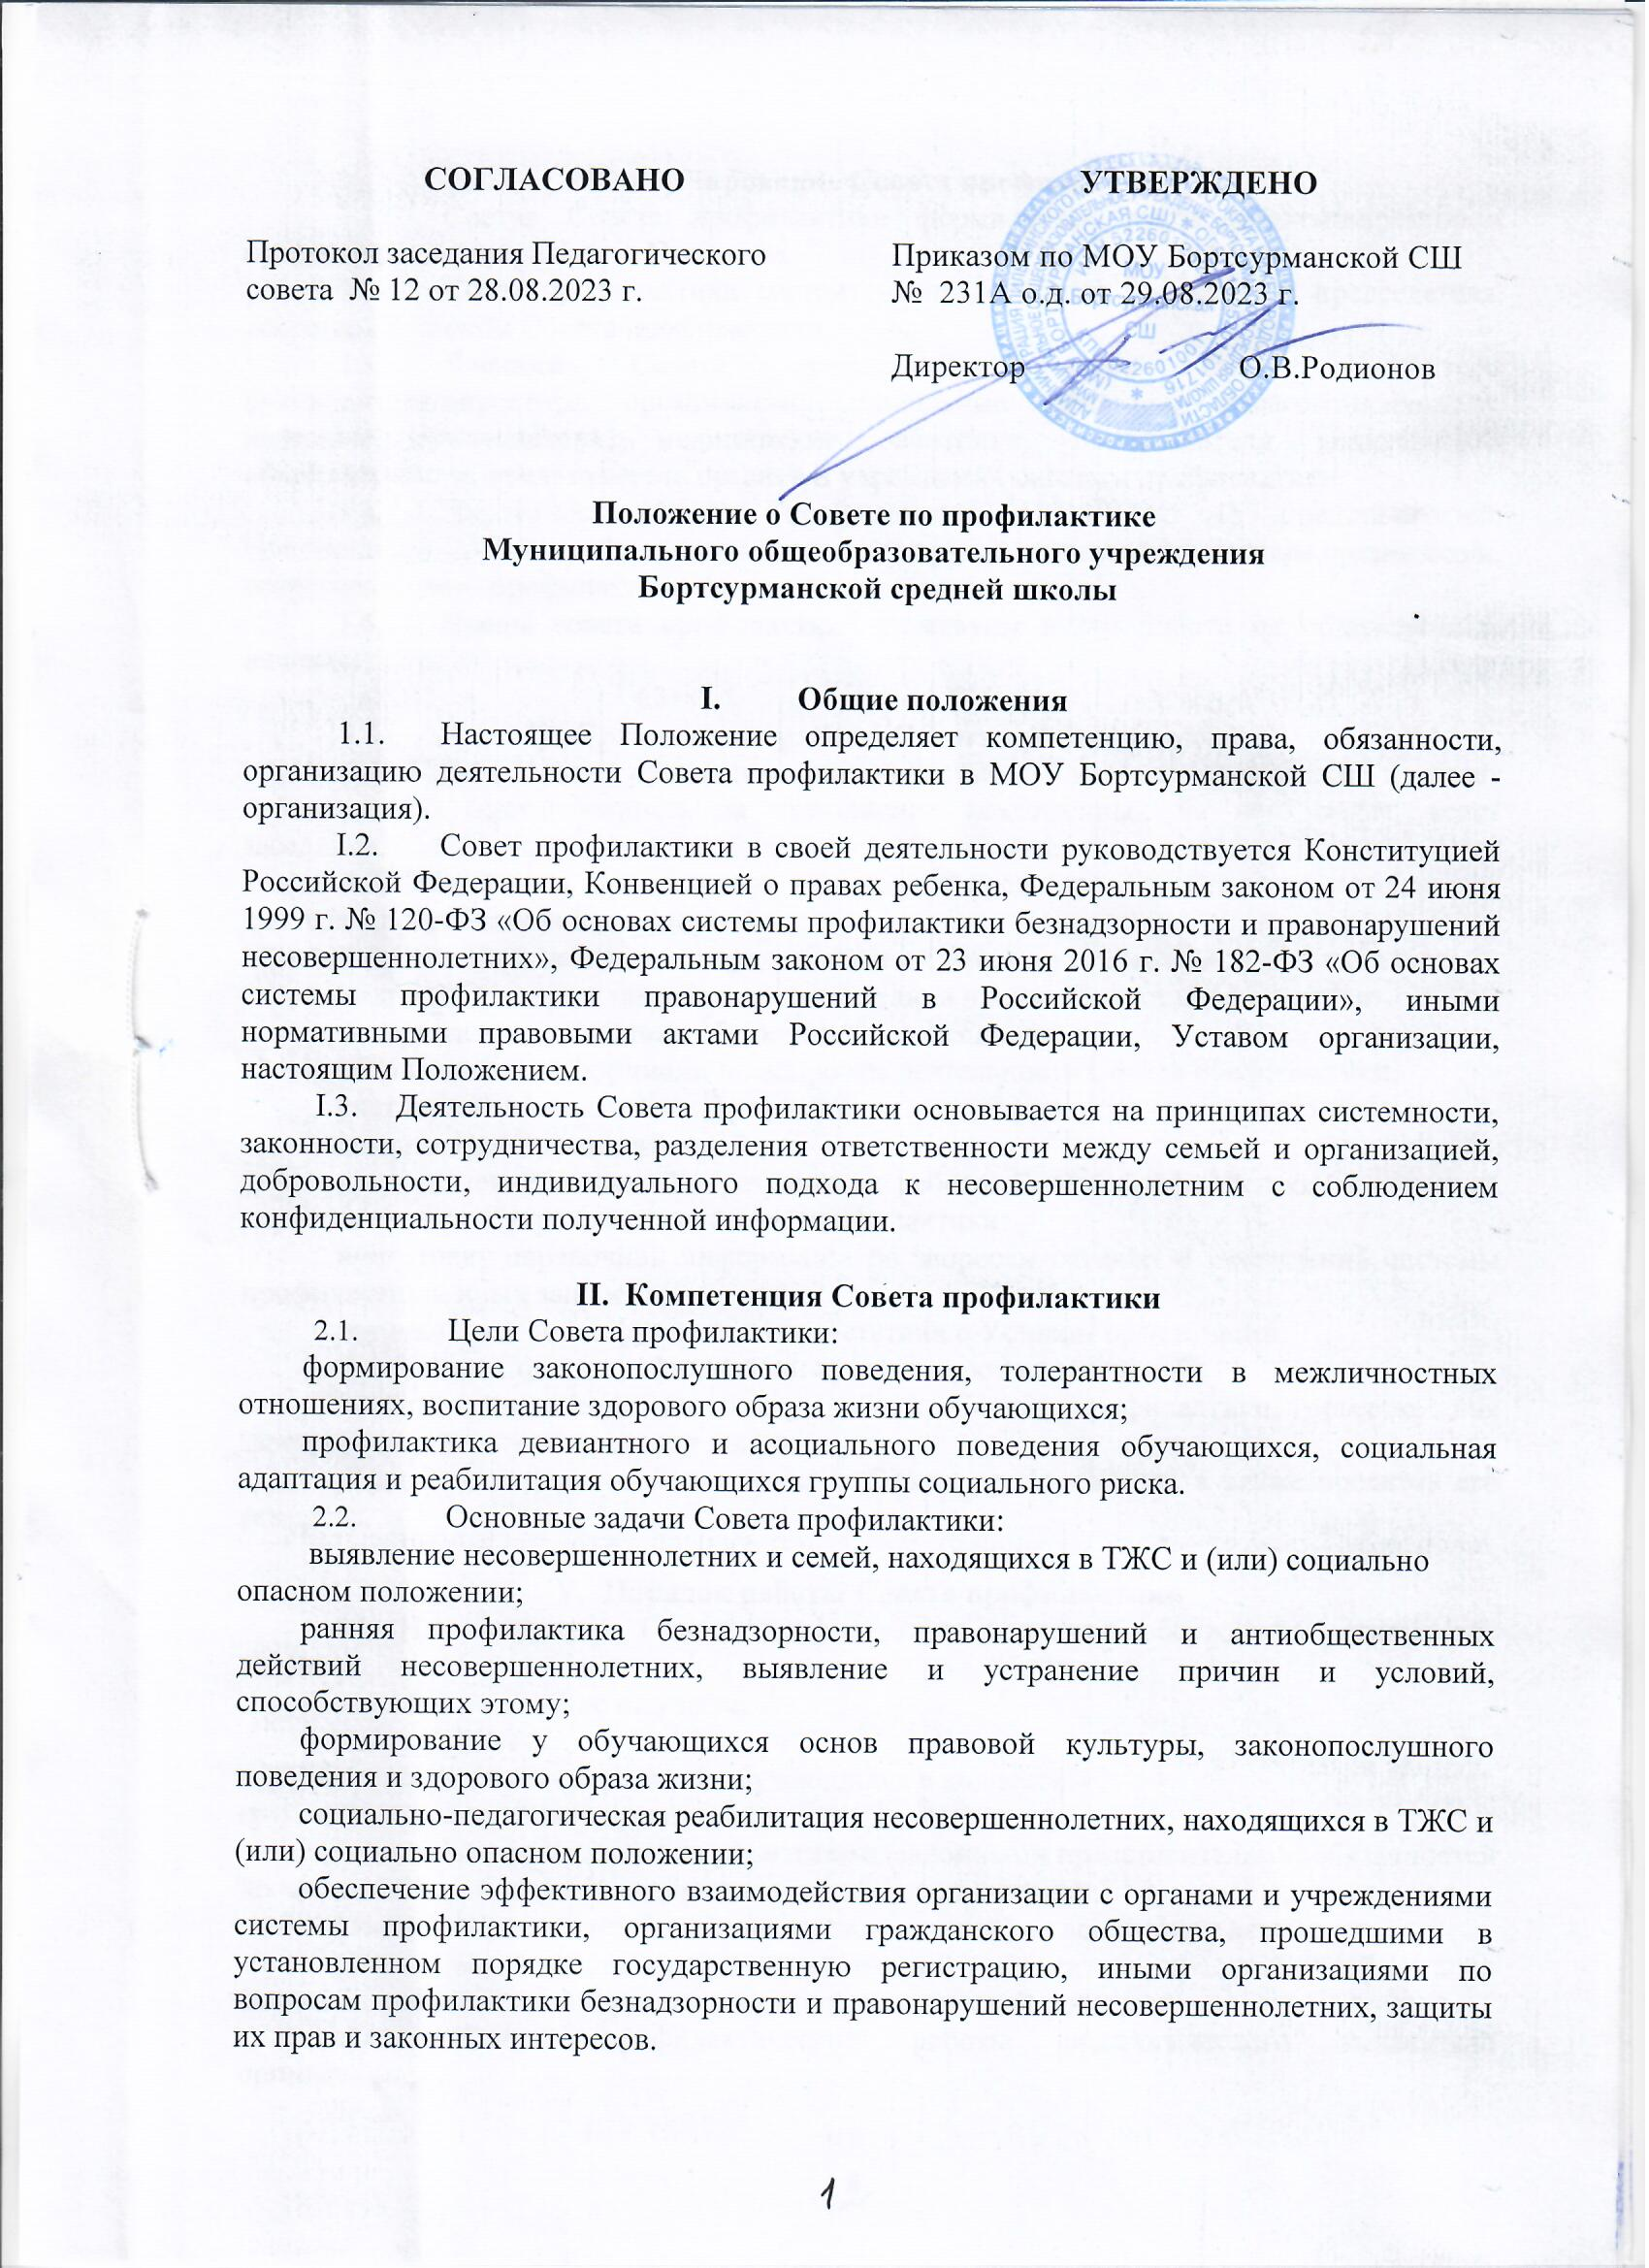 СОГЛАСОВАНО
Протокол заседания Педагогического
совета № 12 от 28.08.2023 г.
УТВЕРЖДЕНО
Приказом по МОУ Бортсурманской СШ
№ 231А о.д. от 29.08.2023 г.
Директор О.В.Родионов
МОУ
Бортсурманская
СШ
Положение о Совете по профилактике
Муниципального общеобразовательного учреждения
Бортсурманской средней школы
I. Общие положения
1.1. Настоящее Положение определяет компетенцию, права, обязанности,
организацию деятельности Совета профилактики в МОУ Бортсурманской СШ (далее -
организация).
I.2. Совет профилактики в своей деятельности руководствуется Конституцией
Российской Федерации, Конвенцией о правах ребенка, Федеральным законом от 24 июня
1999 г. № 120-ФЗ «Об основах системы профилактики безнадзорности и правонарушений
несовершеннолетних», Федеральным законом от 23 июня 2016 г. № 182-ФЗ «Об основах
системы профилактики правонарушений в Российской Федерации», иными
нормативными правовыми актами Российской Федерации, Уставом организации,
настоящим Положением.
I.3. Деятельность Совета профилактики основывается на принципах системности,
законности, сотрудничества, разделения ответственности между семьей и организацией,
добровольности, индивидуального подхода к несовершеннолетним с соблюдением
конфиденциальности полученной информации.
II. Компетенция Совета профилактики
2.1. Цели Совета профилактики:
формирование законопослушного поведения, толерантности в межличностных
отношениях, воспитание здорового образа жизни обучающихся;
профилактика девиантного и асоциального поведения обучающихся, социальная
адаптация и реабилитация обучающихся группы социального риска.
2.2. Основные задачи Совета профилактики:
выявление несовершеннолетних и семей, находящихся в ТЖС и (или) социально
опасном положении;
ранняя профилактика безнадзорности, правонарушений и антиобщественных
действий несовершеннолетних, выявление и устранение причин и условий,
способствующих этому;
формирование у обучающихся основ правовой культуры, законопослушного
поведения и здорового образа жизни;
социально-педагогическая реабилитация несовершеннолетних, находящихся в ТЖС и
(или) социально опасном положении;
обеспечение эффективного взаимодействия организации с органами и учреждениями
системы профилактики, организациями гражданского общества, прошедшими в
установленном порядке государственную регистрацию, иными организациями по
вопросам профилактики безнадзорности и правонарушений несовершеннолетних, защиты
их прав и законных интересов.
1